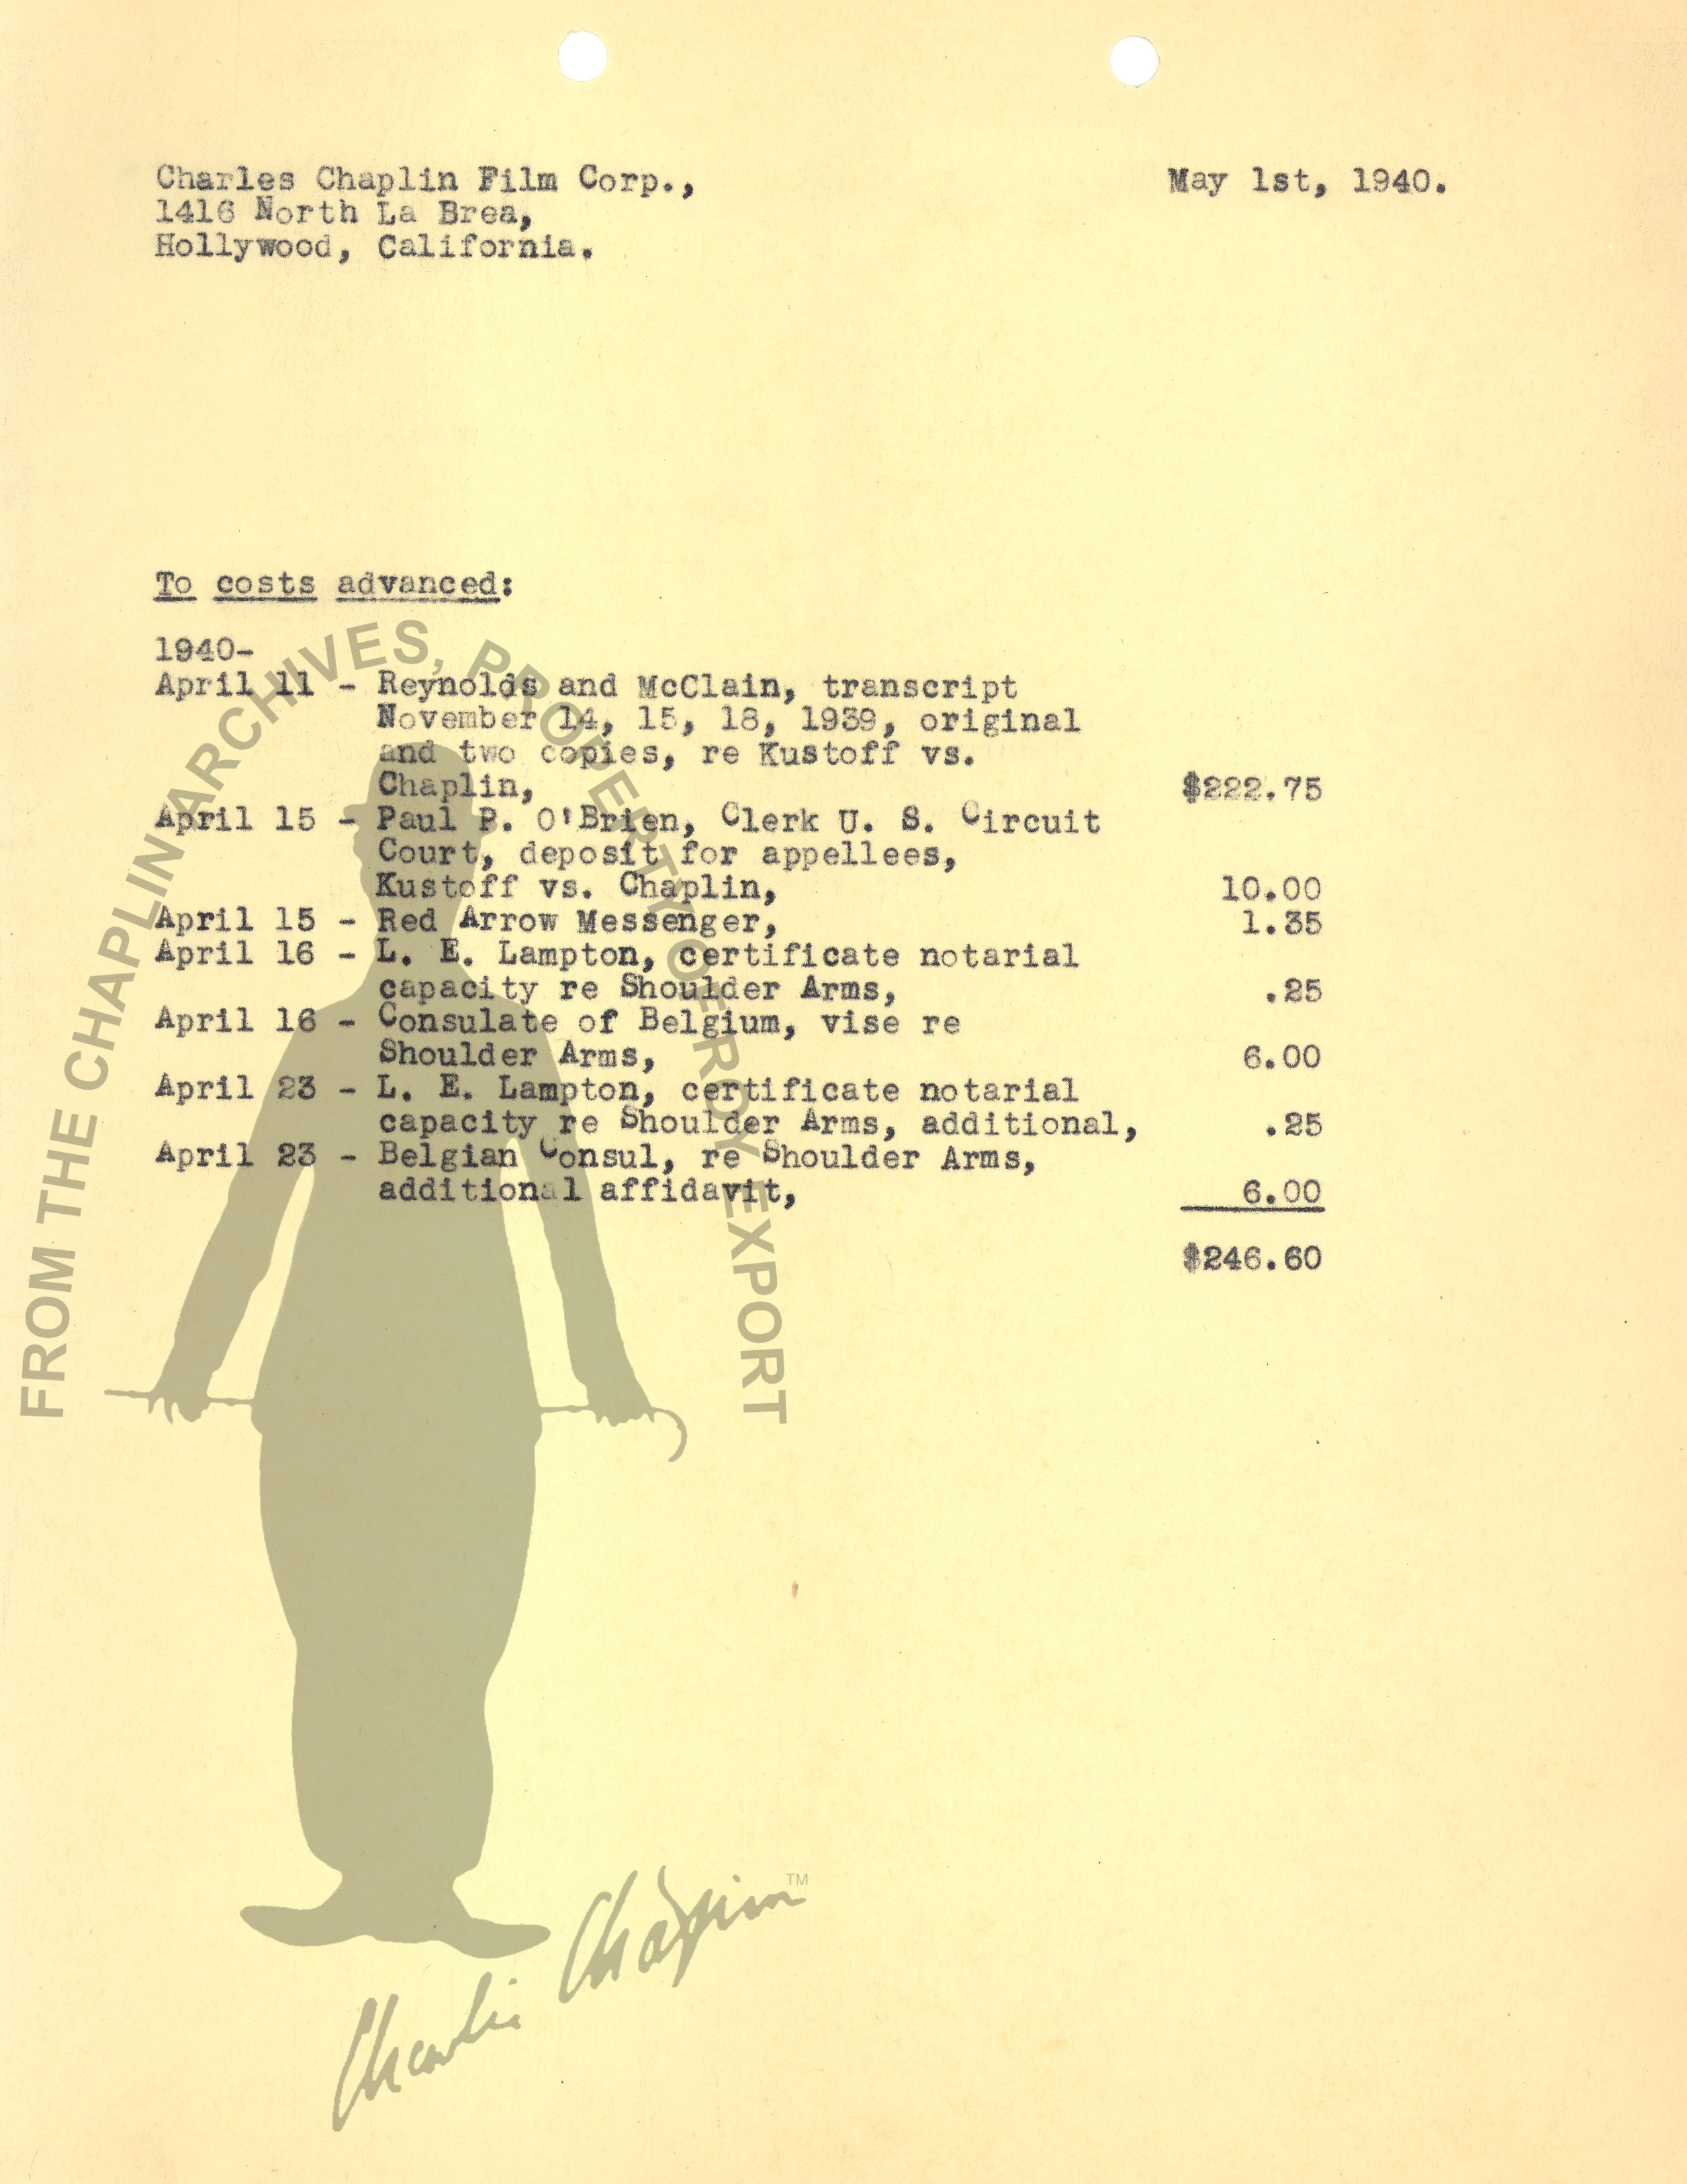 Charles Chaplin Film Corp.,
May 1st, 1940.
1416 North La Brea,
Hollywood, California.
To costs advanced:
1940-
April 11 - Reynolds and McClain, transcript
November 14, 15, 18, 1939, original
and two copies, re Kustoff vs.
Chaplin, $222.75
April 15 - Paul P. O'Brien, Clerk U. S. Circuit
Court, deposit for appellees,
Kustoff vs. Chaplin, 10.00
April 15 - Red Arrow Messenger, 1.35
April 16 - L. E. Lampton, certificate notarial
capacity re Shoulder Arms, .25
April 16 - Consulate of Belgium, vise re
Shoulder Arms, 6.00
April 23 - L. E. Lampton, certificate notarial
capacity re Shoulder Arms, additional, .25
April 23 - Belgian Consul, re Shoulder Arms,
additional affidavit, 6.00
$246.60
FROM THE CHAPLIN ARCHIVES, PROPERTY OF ROY EXPORT
Charlie Chaplin TM